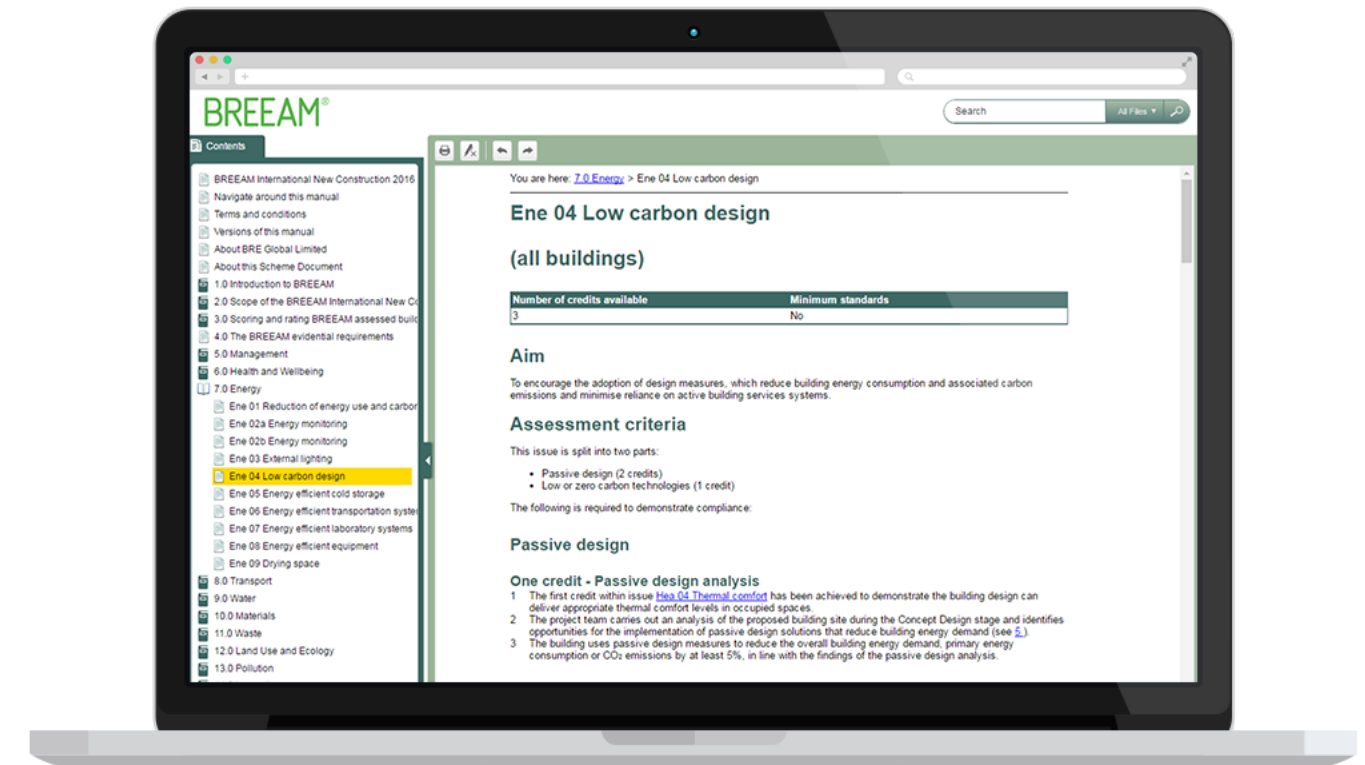 BREEAM®
Search
All Files
Contents
BREEAM International New Construction 2016
Navigate around this manual
Terms and conditions
Versions of this manual
About BRE Global Limited
About this Scheme Document
1.0 Introduction to BREEAM
2.0 Scope of the BREEAM International New Co
3.0 Scoring and rating BREEAM assessed build
4.0 The BREEAM evidential requirements
5.0 Management
6.0 Health and Wellbeing
7.0 Energy
Ene 01 Reduction of energy use and carbor
Ene 02a Energy monitoring
Ene 02b Energy monitoring
Ene 03 External lighting
Ene 04 Low carbon design
Ene 05 Energy efficient cold storage
Ene 06 Energy efficient transportation syste
Ene 07 Energy efficient laboratory systems
Ene 08 Energy efficient equipment
Ene 09 Drying space
8.0 Transport
9.0 Water
10.0 Materials
11.0 Waste
12.0 Land Use and Ecology
13.0 Pollution
You are here: 7.0 Energy > Ene 04 Low carbon design
Ene 04 Low carbon design
(all buildings)
Number of credits available Minimum standards
3 No
Aim
To encourage the adoption of design measures, which reduce building energy consumption and associated carbon
emissions and minimise reliance on active building services systems.
Assessment criteria
This issue is split into two parts:
• Passive design (2 credits)
• Low or zero carbon technologies (1 credit)
The following is required to demonstrate compliance:
Passive design
One credit - Passive design analysis
1 The first credit within issue Hea 04 Thermal comfort has been achieved to demonstrate the building design can
deliver appropriate thermal comfort levels in occupied spaces.
2 The project team carries out an analysis of the proposed building site during the Concept Design stage and identifies
opportunities for the implementation of passive design solutions that reduce building energy demand (see 5 ).
3 The building uses passive design measures to reduce the overall building energy demand, primary energy
consumption or CO₂ emissions by at least 5%, in line with the findings of the passive design analysis.